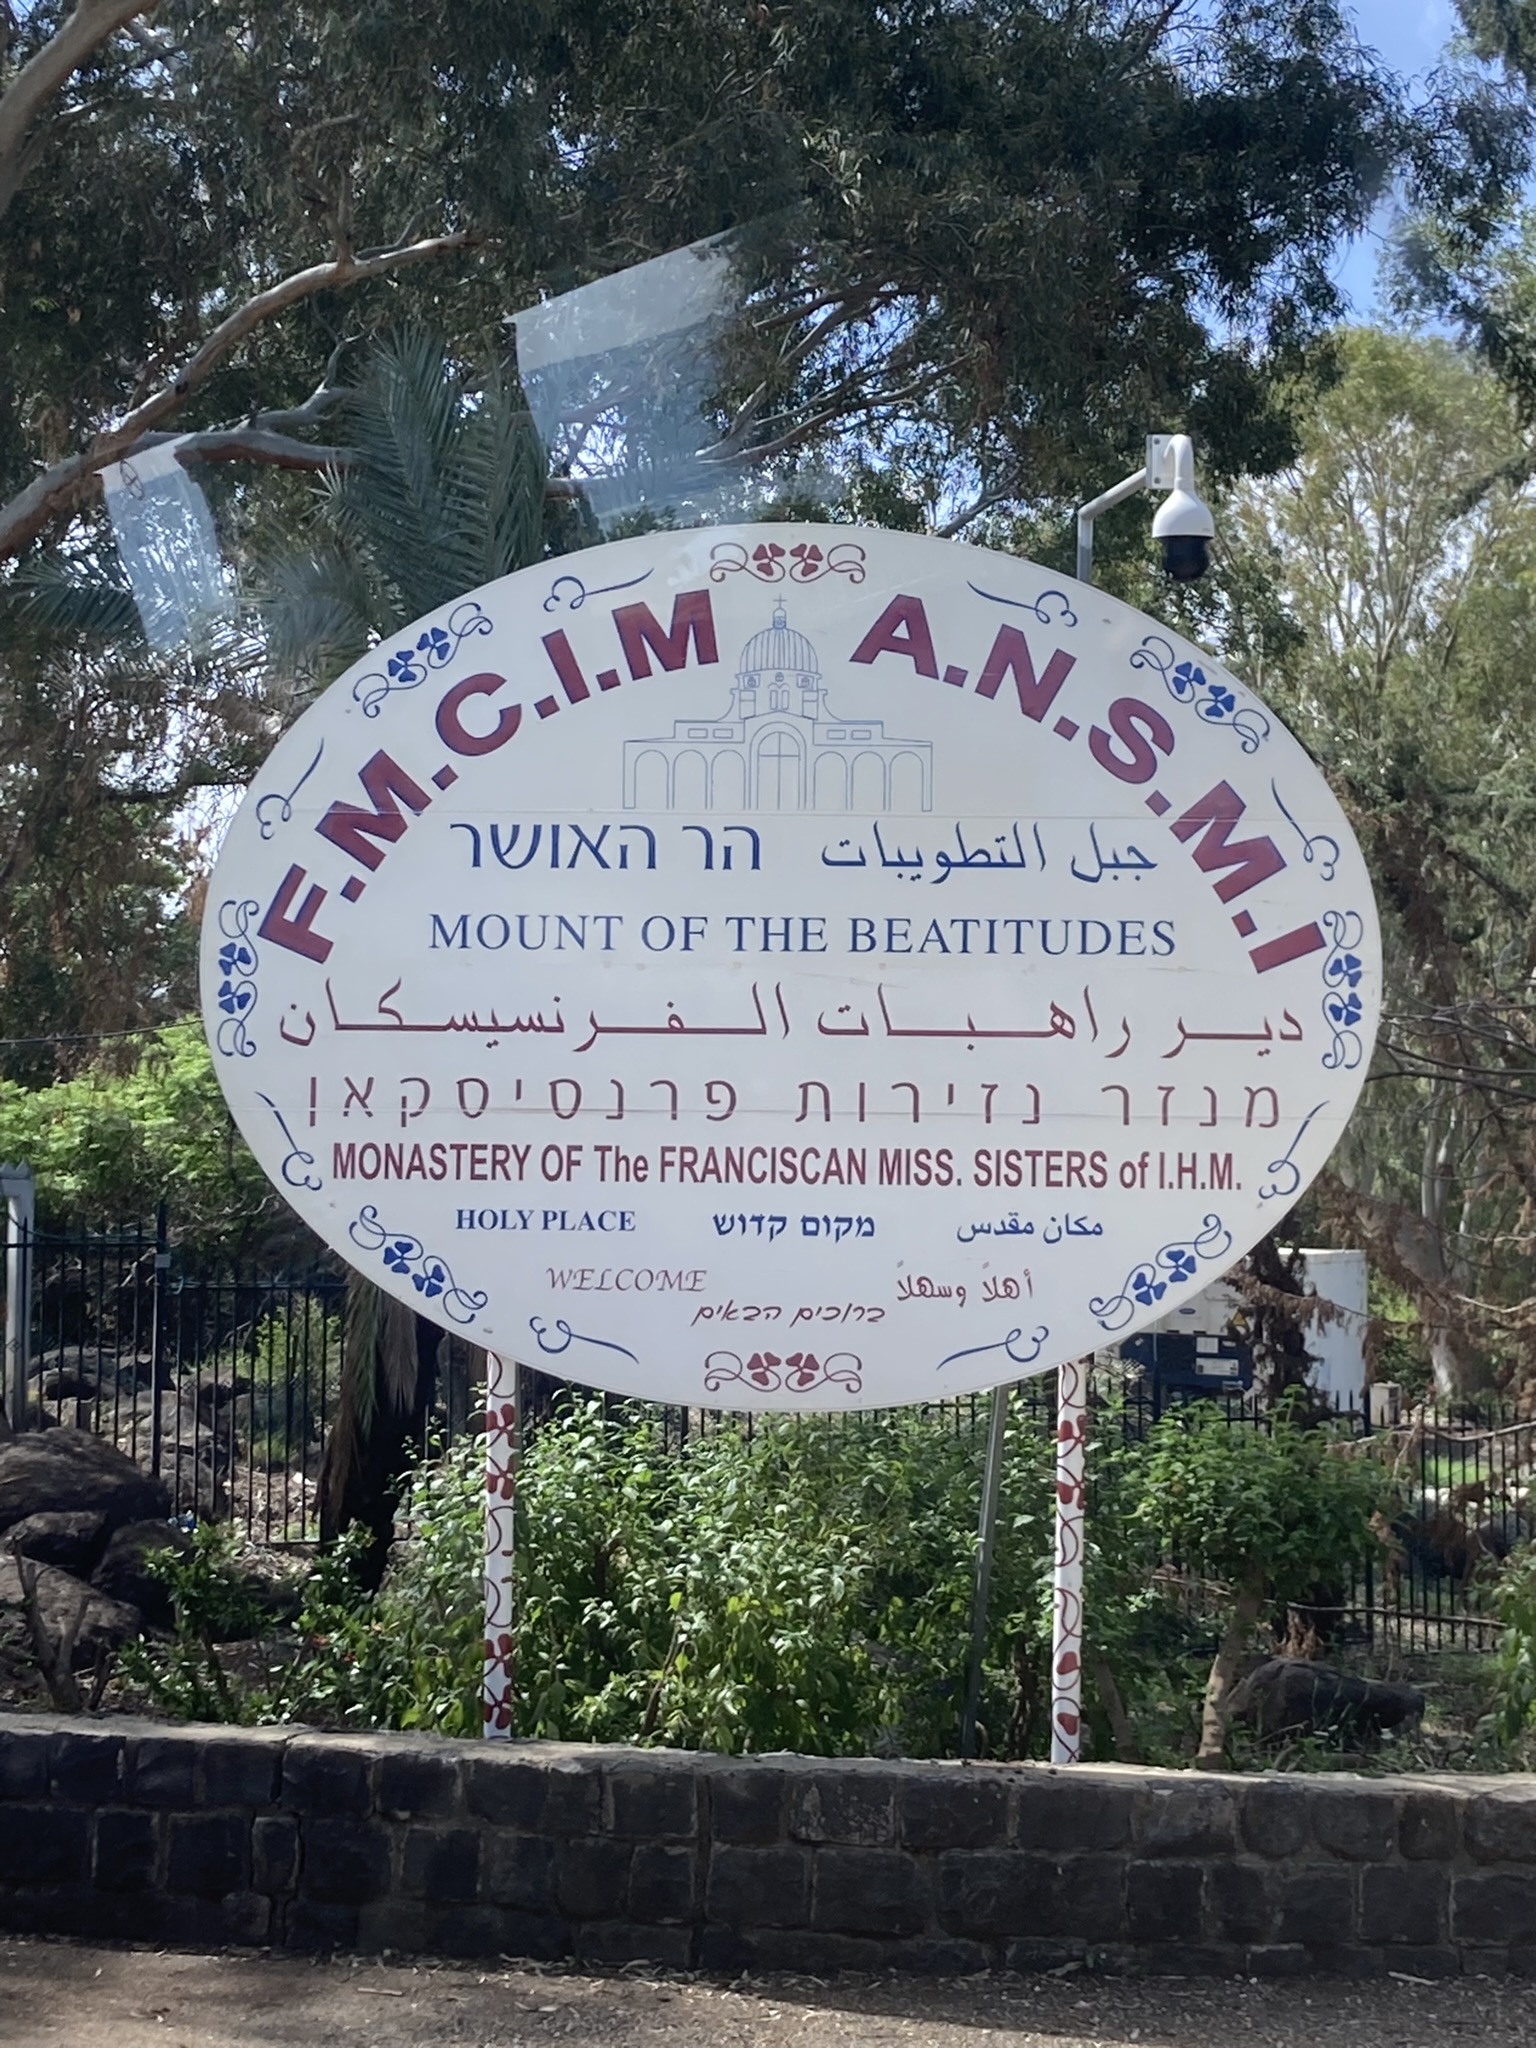 F.M.C.I.M A.N.S.M.I
הר האושר جبل التطويبات
MOUNT OF THE BEATITUDES
دير راهبات الفرنسيسكان
מנזר נזירות פרנסיסקאן
MONASTERY OF The FRANCISCAN MISS. SISTERS of I.H.M.
HOLY PLACE מקום קדוש مكان مقدس
WELCOME أهلاً وسهلاً
ברוכים הבאים